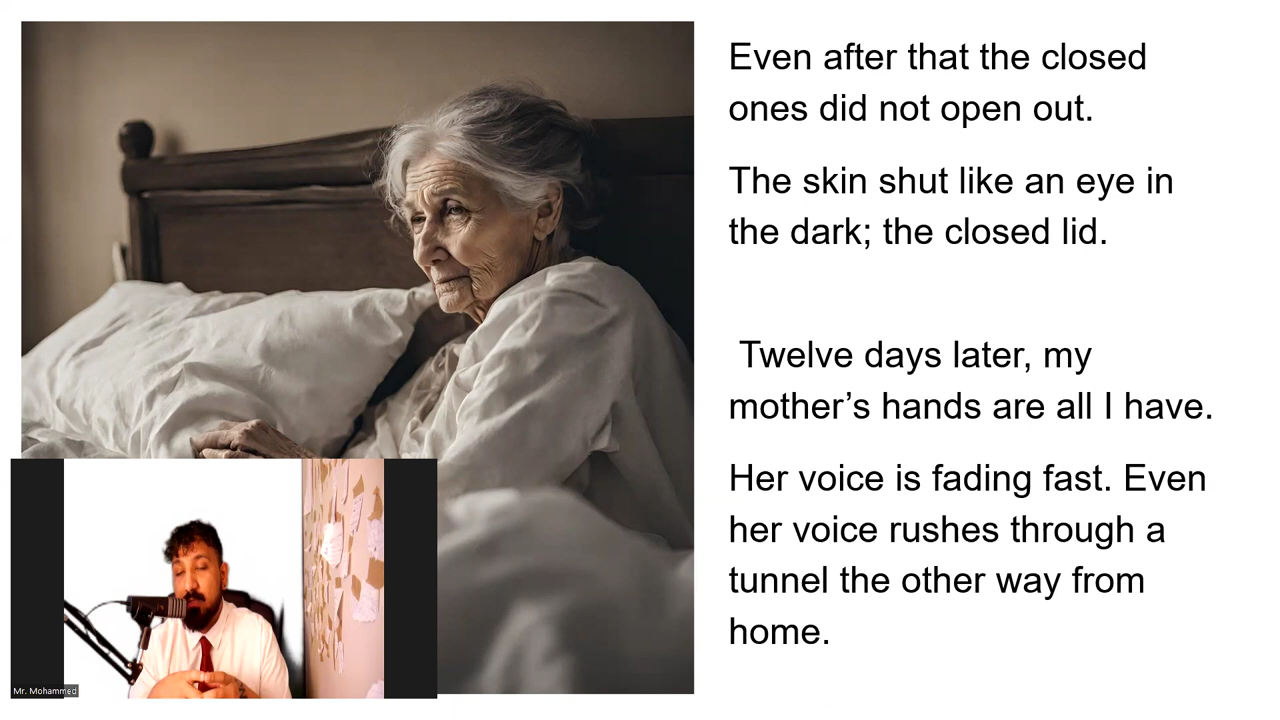 Even after that the closed
ones did not open out.
The skin shut like an eye in
the dark; the closed lid.
Twelve days later, my
mother’s hands are all I have.
Her voice is fading fast. Even
her voice rushes through a
tunnel the other way from
home.
Mr. Mohammed